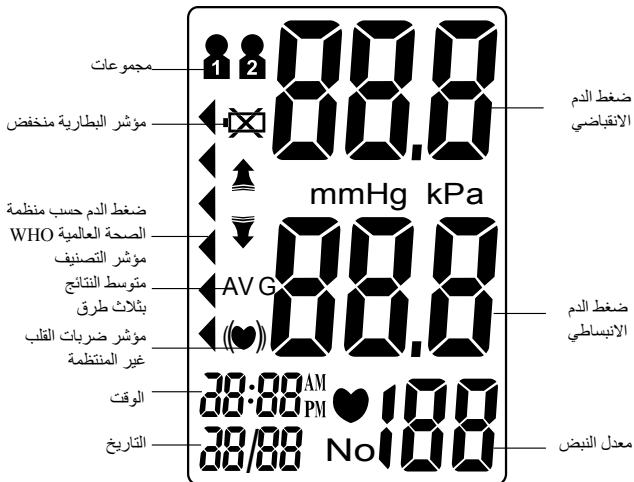 1 2
88.8
مجموعات
ضغط الدم
الانقباضي
مؤشر البطارية منخفض
mmHg kPa
ضغط الدم حسب منظمة
الصحة العالمية WHO
مؤشر التصنيف
متوسط النتائج
بثلاث طرق
AVG
88.8
ضغط الدم
الانبساطي
مؤشر ضربات القلب
غير المنتظمة
الوقت
28:88 AM
PM
التاريخ
28/88
No 188
معدل النبض